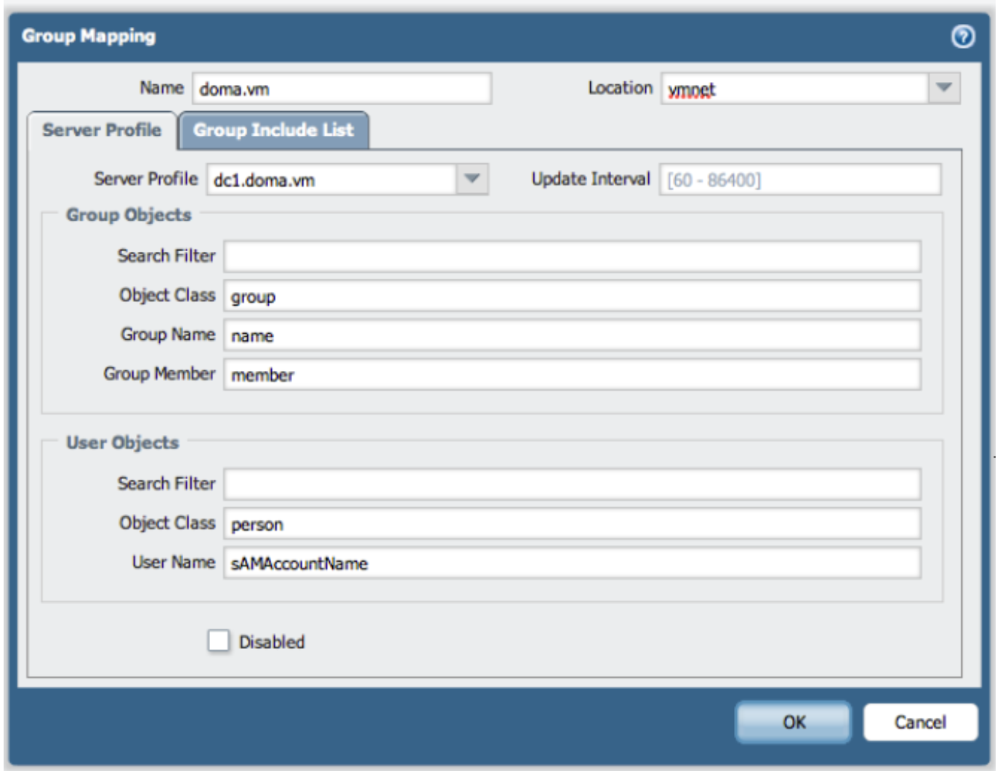 Group Mapping
Name doma.vm Location vmnet
Server Profile Group Include List
Server Profile dc1.doma.vm Update Interval [60 - 86400]
Group Objects
Search Filter
Object Class group
Group Name name
Group Member member
User Objects
Search Filter
Object Class person
User Name sAMAccountName
Disabled
OK Cancel